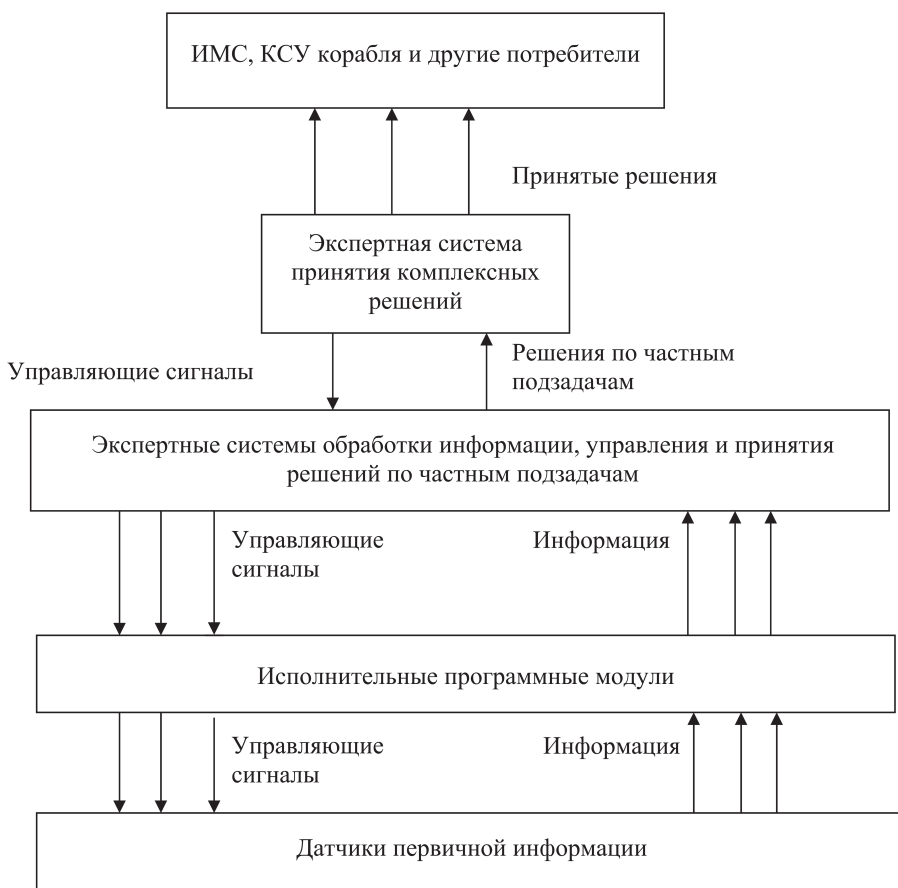 ИМС, КСУ корабля и другие потребители
Принятые решения
Экспертная система
принятия комплексных
решений
Управляющие сигналы
Решения по частным
подзадачам
Экспертные системы обработки информации, управления и принятия
решений по частным подзадачам
Управляющие
сигналы
Информация
Исполнительные программные модули
Управляющие
сигналы
Информация
Датчики первичной информации